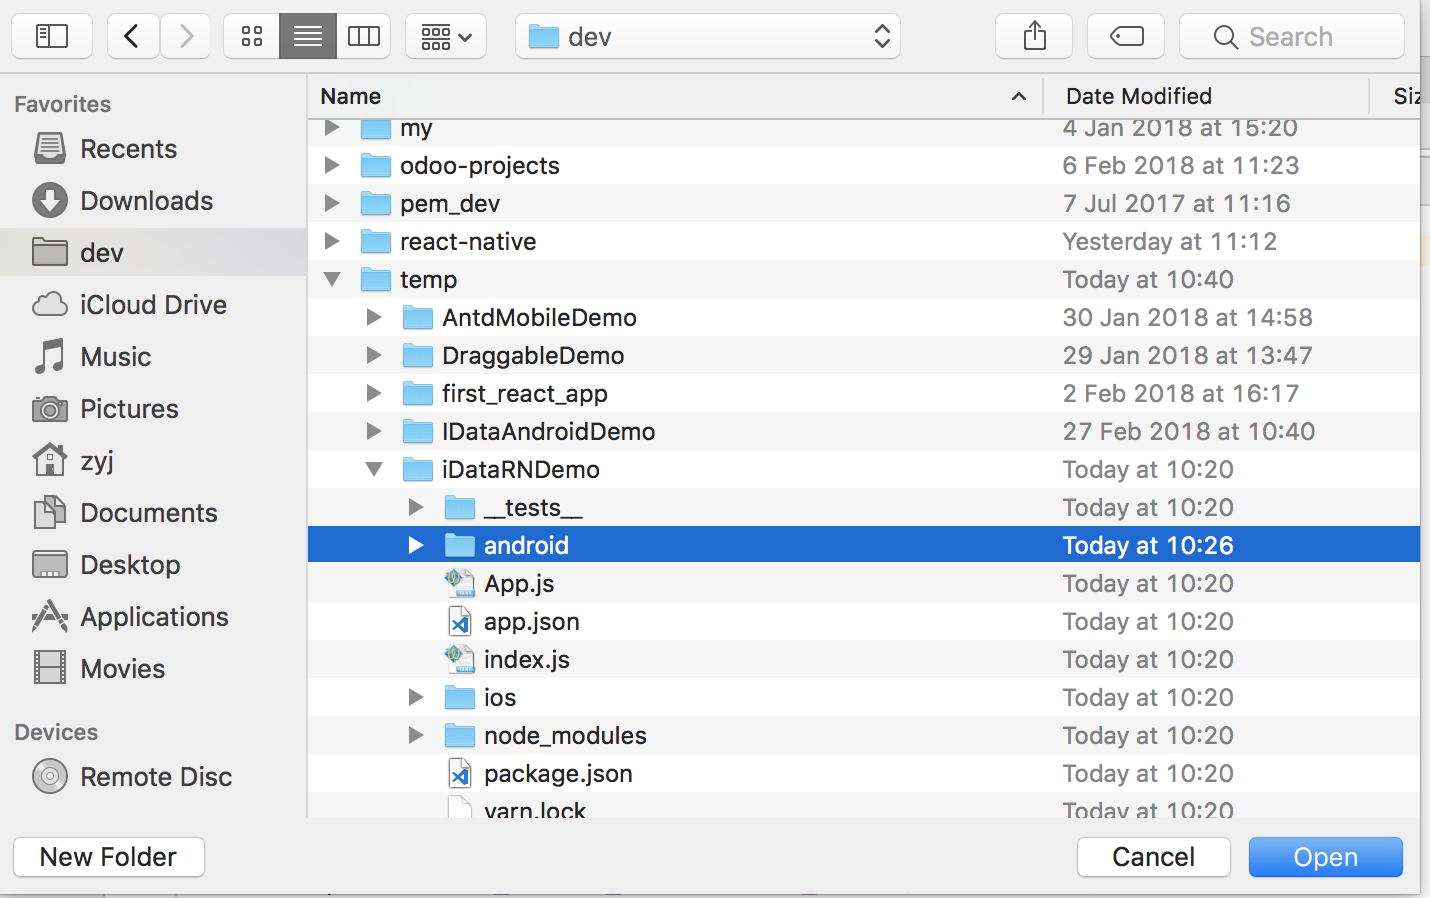 dev
Search
Favorites
Recents
Downloads
dev
iCloud Drive
Music
Pictures
zyj
Documents
Desktop
Applications
Movies
Devices
Remote Disc
Name Date Modified Siz
my 4 Jan 2018 at 15:20
odoo-projects 6 Feb 2018 at 11:23
pem_dev 7 Jul 2017 at 11:16
react-native Yesterday at 11:12
temp Today at 10:40
AntdMobileDemo 30 Jan 2018 at 14:58
DraggableDemo 29 Jan 2018 at 13:47
first_react_app 2 Feb 2018 at 16:17
IDataAndroidDemo 27 Feb 2018 at 10:40
iDataRNDemo Today at 10:20
__tests__ Today at 10:20
android Today at 10:26
App.js Today at 10:20
app.json Today at 10:20
index.js Today at 10:20
ios Today at 10:20
node_modules Today at 10:20
package.json Today at 10:20
yarn.lock Today at 10:20
New Folder Cancel Open